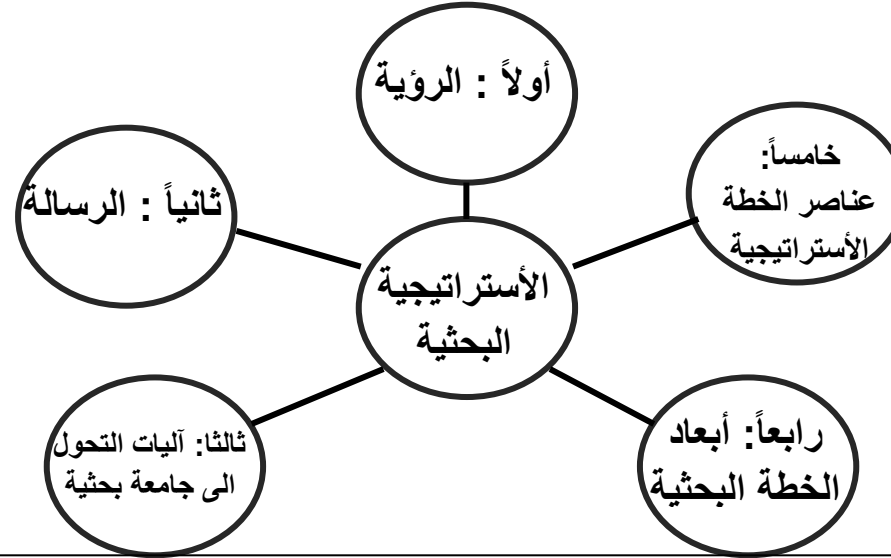 أولاً : الرؤية
ثانياً : الرسالة
ثالثا: آليات التحول
الى جامعة بحثية
رابعاً: أبعاد
الخطة البحثية
خامساً:
عناصر الخطة
الأستراتيجية
الأستراتيجية
البحثية